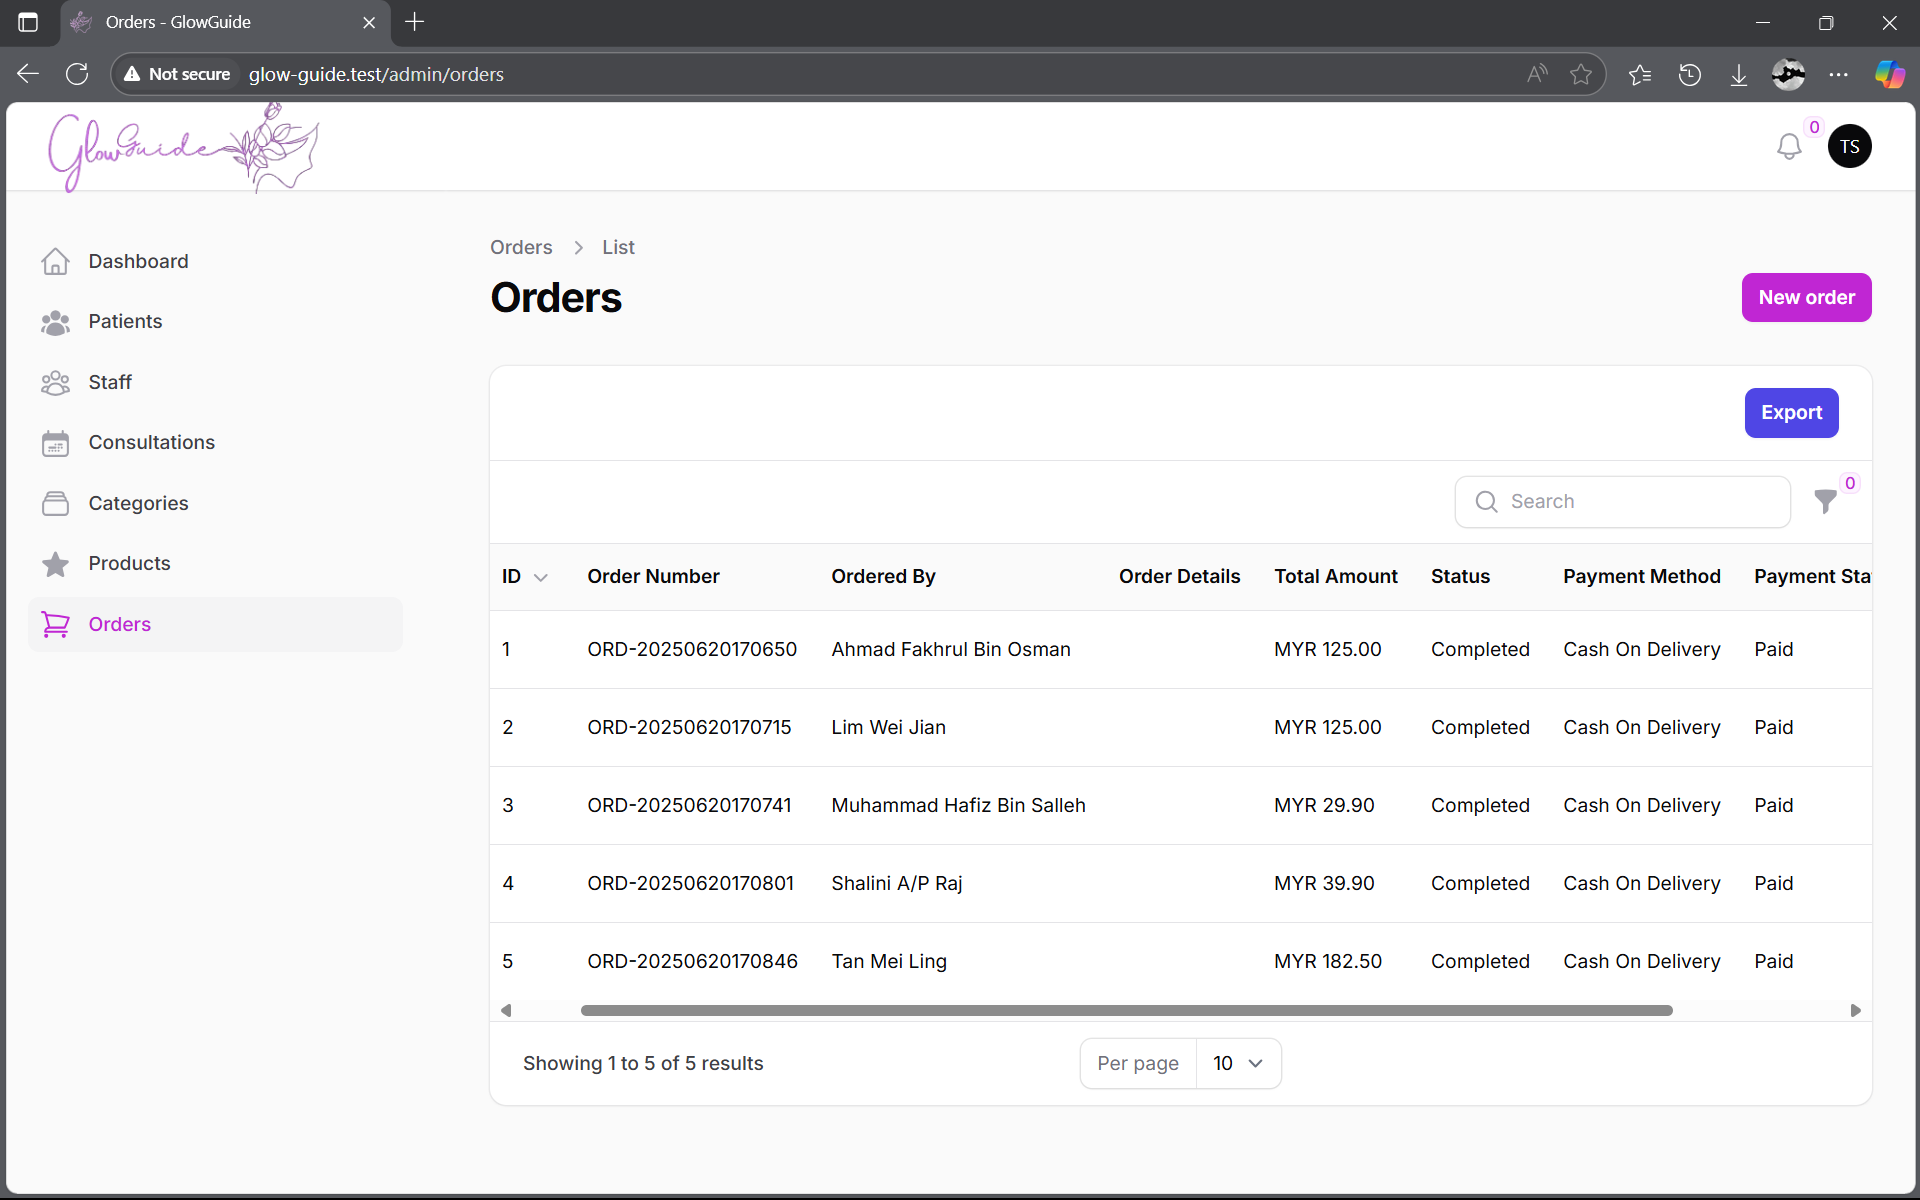 Orders - GlowGuide
Not secure glow-guide.test/admin/orders
GlowGuide
0
TS
Dashboard
Patients
Staff
Consultations
Categories
Products
Orders
Orders > List
Orders
New order
Export
Search
0
ID Order Number Ordered By Order Details Total Amount Status Payment Method Payment Sta
1 ORD-20250620170650 Ahmad Fakhrul Bin Osman MYR 125.00 Completed Cash On Delivery Paid
2 ORD-20250620170715 Lim Wei Jian MYR 125.00 Completed Cash On Delivery Paid
3 ORD-20250620170741 Muhammad Hafiz Bin Salleh MYR 29.90 Completed Cash On Delivery Paid
4 ORD-20250620170801 Shalini A/P Raj MYR 39.90 Completed Cash On Delivery Paid
5 ORD-20250620170846 Tan Mei Ling MYR 182.50 Completed Cash On Delivery Paid
Showing 1 to 5 of 5 results
Per page 10